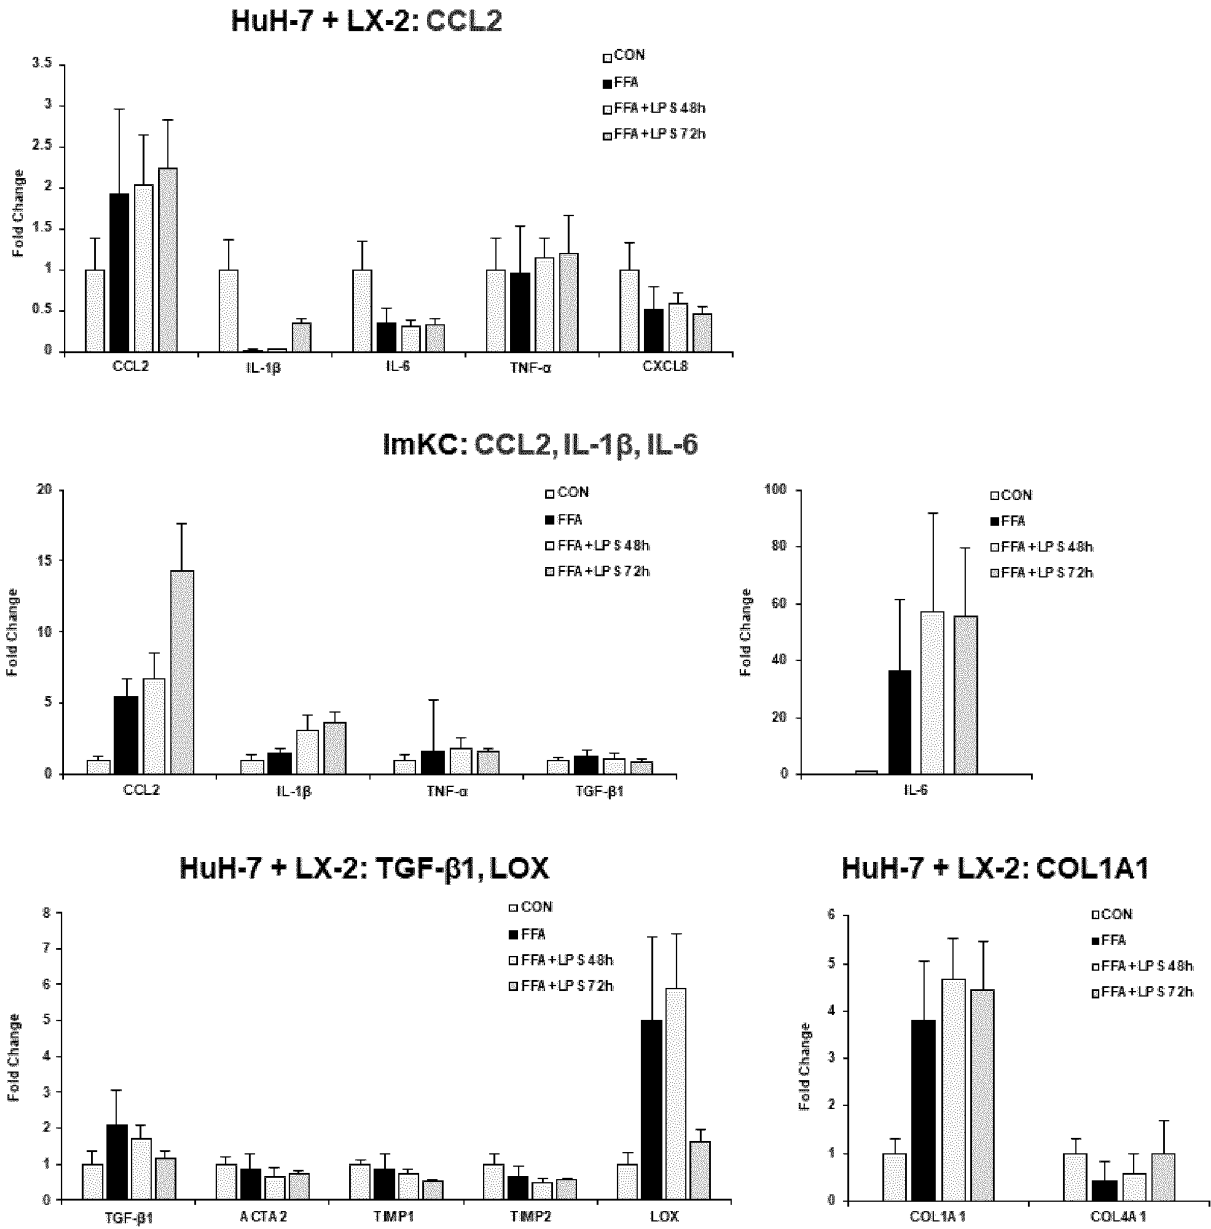 HuH-7 + LX-2: CCL2
CON
FFA
FFA+LPS 48h
FFA+LPS 72h
Fold Change
3.5
3
2.5
2
1.5
1
0.5
0
CCL2 IL-1β IL-6 TNF-α CXCL8
ImKC: CCL2, IL-1β, IL-6
CON
FFA
FFA+LPS 48h
FFA+LPS 72h
Fold Change
20
15
10
5
0
CCL2 IL-1β TNF-α TGF-β1
CON
FFA
FFA+LPS 48h
FFA+LPS 72h
Fold Change
100
80
60
40
20
0
IL-6
HuH-7 + LX-2: TGF-β1, LOX
CON
FFA
FFA+LPS 48h
FFA+LPS 72h
Fold Change
8
7
6
5
4
3
2
1
0
TGF-β1 ACTA2 TIMP1 TIMP2 LOX
HuH-7 + LX-2: COL1A1
CON
FFA
FFA+LPS 48h
FFA+LPS 72h
Fold Change
6
5
4
3
2
1
0
COL1A1 COL4A1